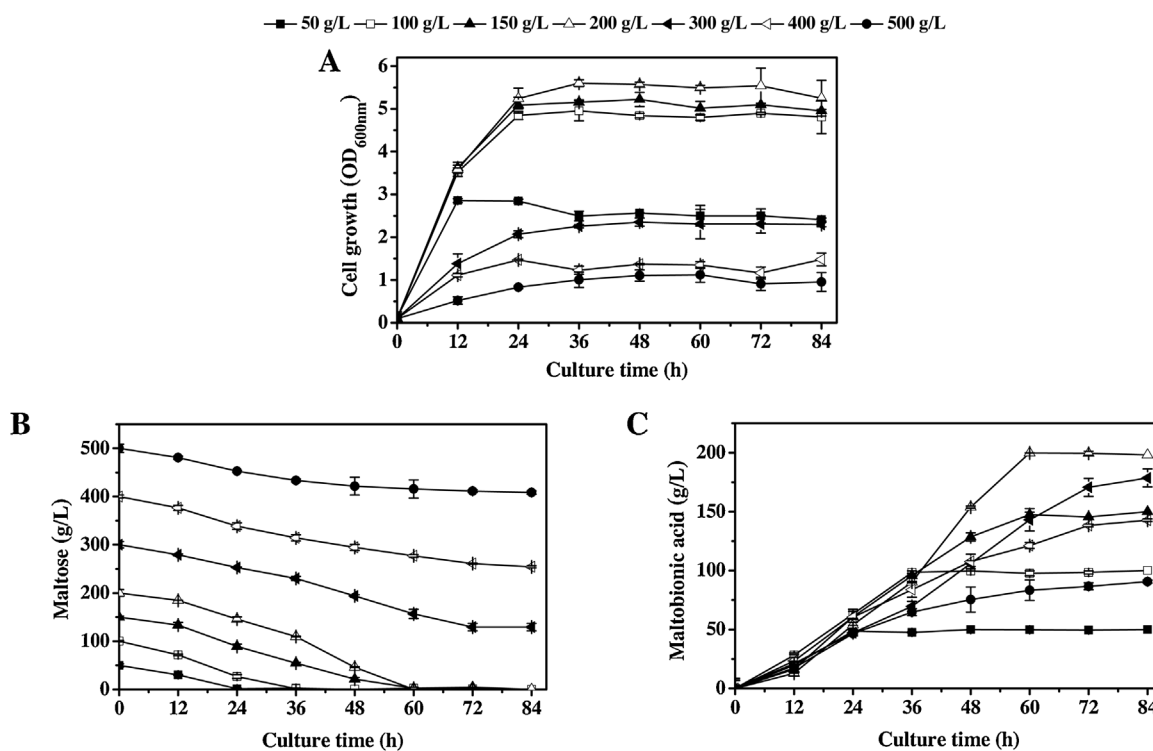 50 g/L 100 g/L 150 g/L 200 g/L 300 g/L 400 g/L 500 g/L
A
6
5
4
3
2
1
0
Cell growth (OD600nm)
0 12 24 36 48 60 72 84
Culture time (h)
B
500
400
300
200
100
0
Maltose (g/L)
0 12 24 36 48 60 72 84
Culture time (h)
C
200
150
100
50
0
Maltobionic acid (g/L)
0 12 24 36 48 60 72 84
Culture time (h)